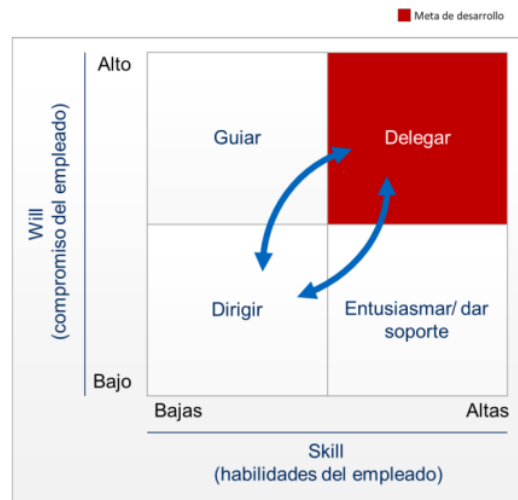 Meta de desarrollo
Alto
Guiar
Delegar
Will
(compromiso del empleado)
Dirigir
Entusiasmar/ dar
soporte
Bajo
Bajas
Altas
Skill
(habilidades del empleado)